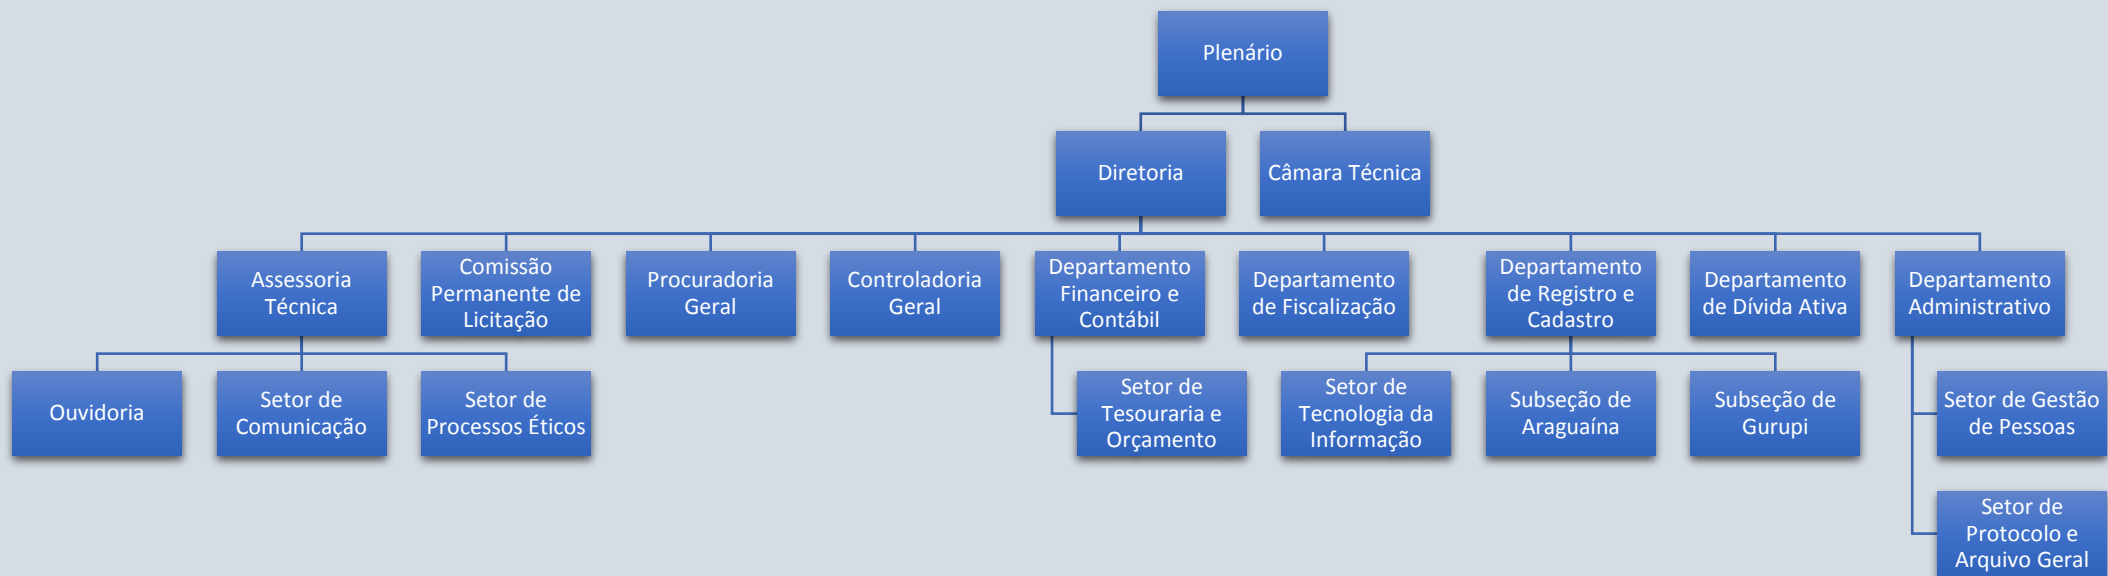 Plenário
Diretoria
Câmara Técnica
Assessoria
Técnica
Comissão
Permanente de
Licitação
Procuradoria
Geral
Controladoria
Geral
Departamento
Financeiro e
Contábil
Departamento
de Fiscalização
Departamento
de Registro e
Cadastro
Departamento
de Dívida Ativa
Departamento
Administrativo
Ouvidoria
Setor de
Comunicação
Setor de
Processos Éticos
Setor de
Tesouraria e
Orçamento
Setor de
Tecnologia da
Informação
Subseção de
Araguaína
Subseção de
Gurupi
Setor de Gestão
de Pessoas
Setor de
Protocolo e
Arquivo Geral